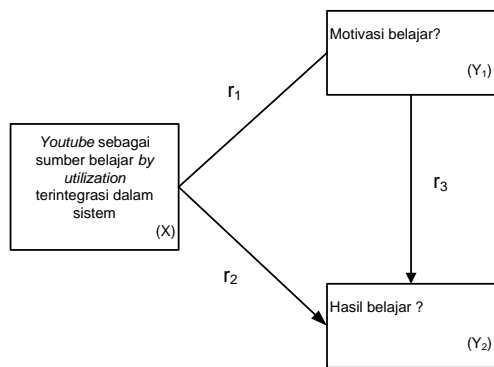 Motivasi belajar?
(Y₁)
r₁
Youtube sebagai
sumber belajar by
utilization
terintegrasi dalam
sistem
(X)
r₃
r₂
Hasil belajar ?
(Y₂)